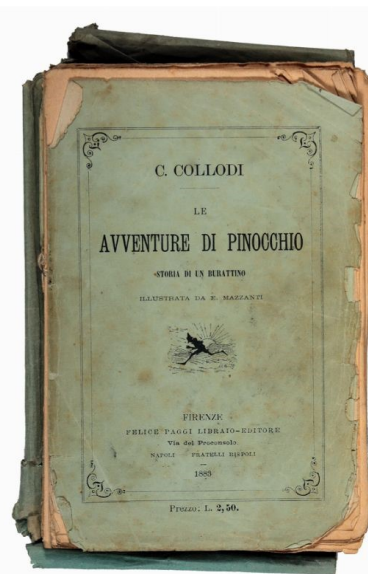 C. COLLODI
LE
AVVENTURE DI PINOCCHIO
STORIA DI UN BURATTINO
ILLUSTRATA DA E. MAZZANTI
FIRENZE
FELICE PAGGI LIBRAIO-EDITORE
Via del Proconsolo
NAPOLI FRATELLI RISPOLI
1883
Prezzo: L. 2,50.